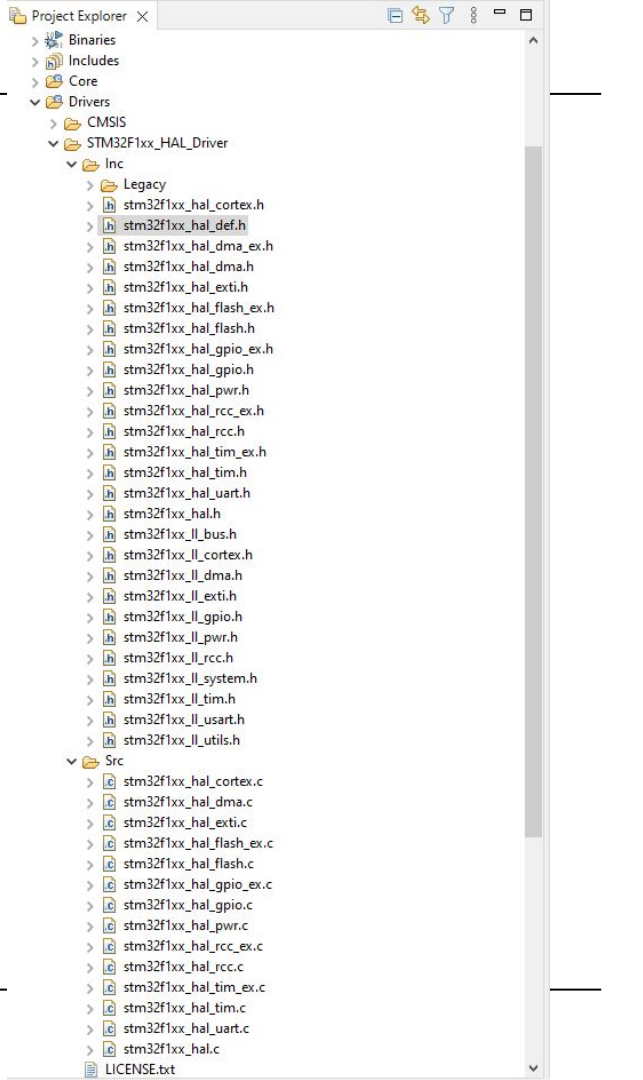 Project Explorer
Binaries
Includes
Core
Drivers
CMSIS
STM32F1xx_HAL_Driver
Inc
Legacy
stm32f1xx_hal_cortex.h
stm32f1xx_hal_def.h
stm32f1xx_hal_dma_ex.h
stm32f1xx_hal_dma.h
stm32f1xx_hal_exti.h
stm32f1xx_hal_flash_ex.h
stm32f1xx_hal_flash.h
stm32f1xx_hal_gpio_ex.h
stm32f1xx_hal_gpio.h
stm32f1xx_hal_pwr.h
stm32f1xx_hal_rcc_ex.h
stm32f1xx_hal_rcc.h
stm32f1xx_hal_tim_ex.h
stm32f1xx_hal_tim.h
stm32f1xx_hal_uart.h
stm32f1xx_hal.h
stm32f1xx_ll_bus.h
stm32f1xx_ll_cortex.h
stm32f1xx_ll_dma.h
stm32f1xx_ll_exti.h
stm32f1xx_ll_gpio.h
stm32f1xx_ll_pwr.h
stm32f1xx_ll_rcc.h
stm32f1xx_ll_system.h
stm32f1xx_ll_tim.h
stm32f1xx_ll_usart.h
stm32f1xx_ll_utils.h
Src
stm32f1xx_hal_cortex.c
stm32f1xx_hal_dma.c
stm32f1xx_hal_exti.c
stm32f1xx_hal_flash_ex.c
stm32f1xx_hal_flash.c
stm32f1xx_hal_gpio_ex.c
stm32f1xx_hal_gpio.c
stm32f1xx_hal_pwr.c
stm32f1xx_hal_rcc_ex.c
stm32f1xx_hal_rcc.c
stm32f1xx_hal_tim_ex.c
stm32f1xx_hal_tim.c
stm32f1xx_hal_uart.c
stm32f1xx_hal.c
LICENSE.txt